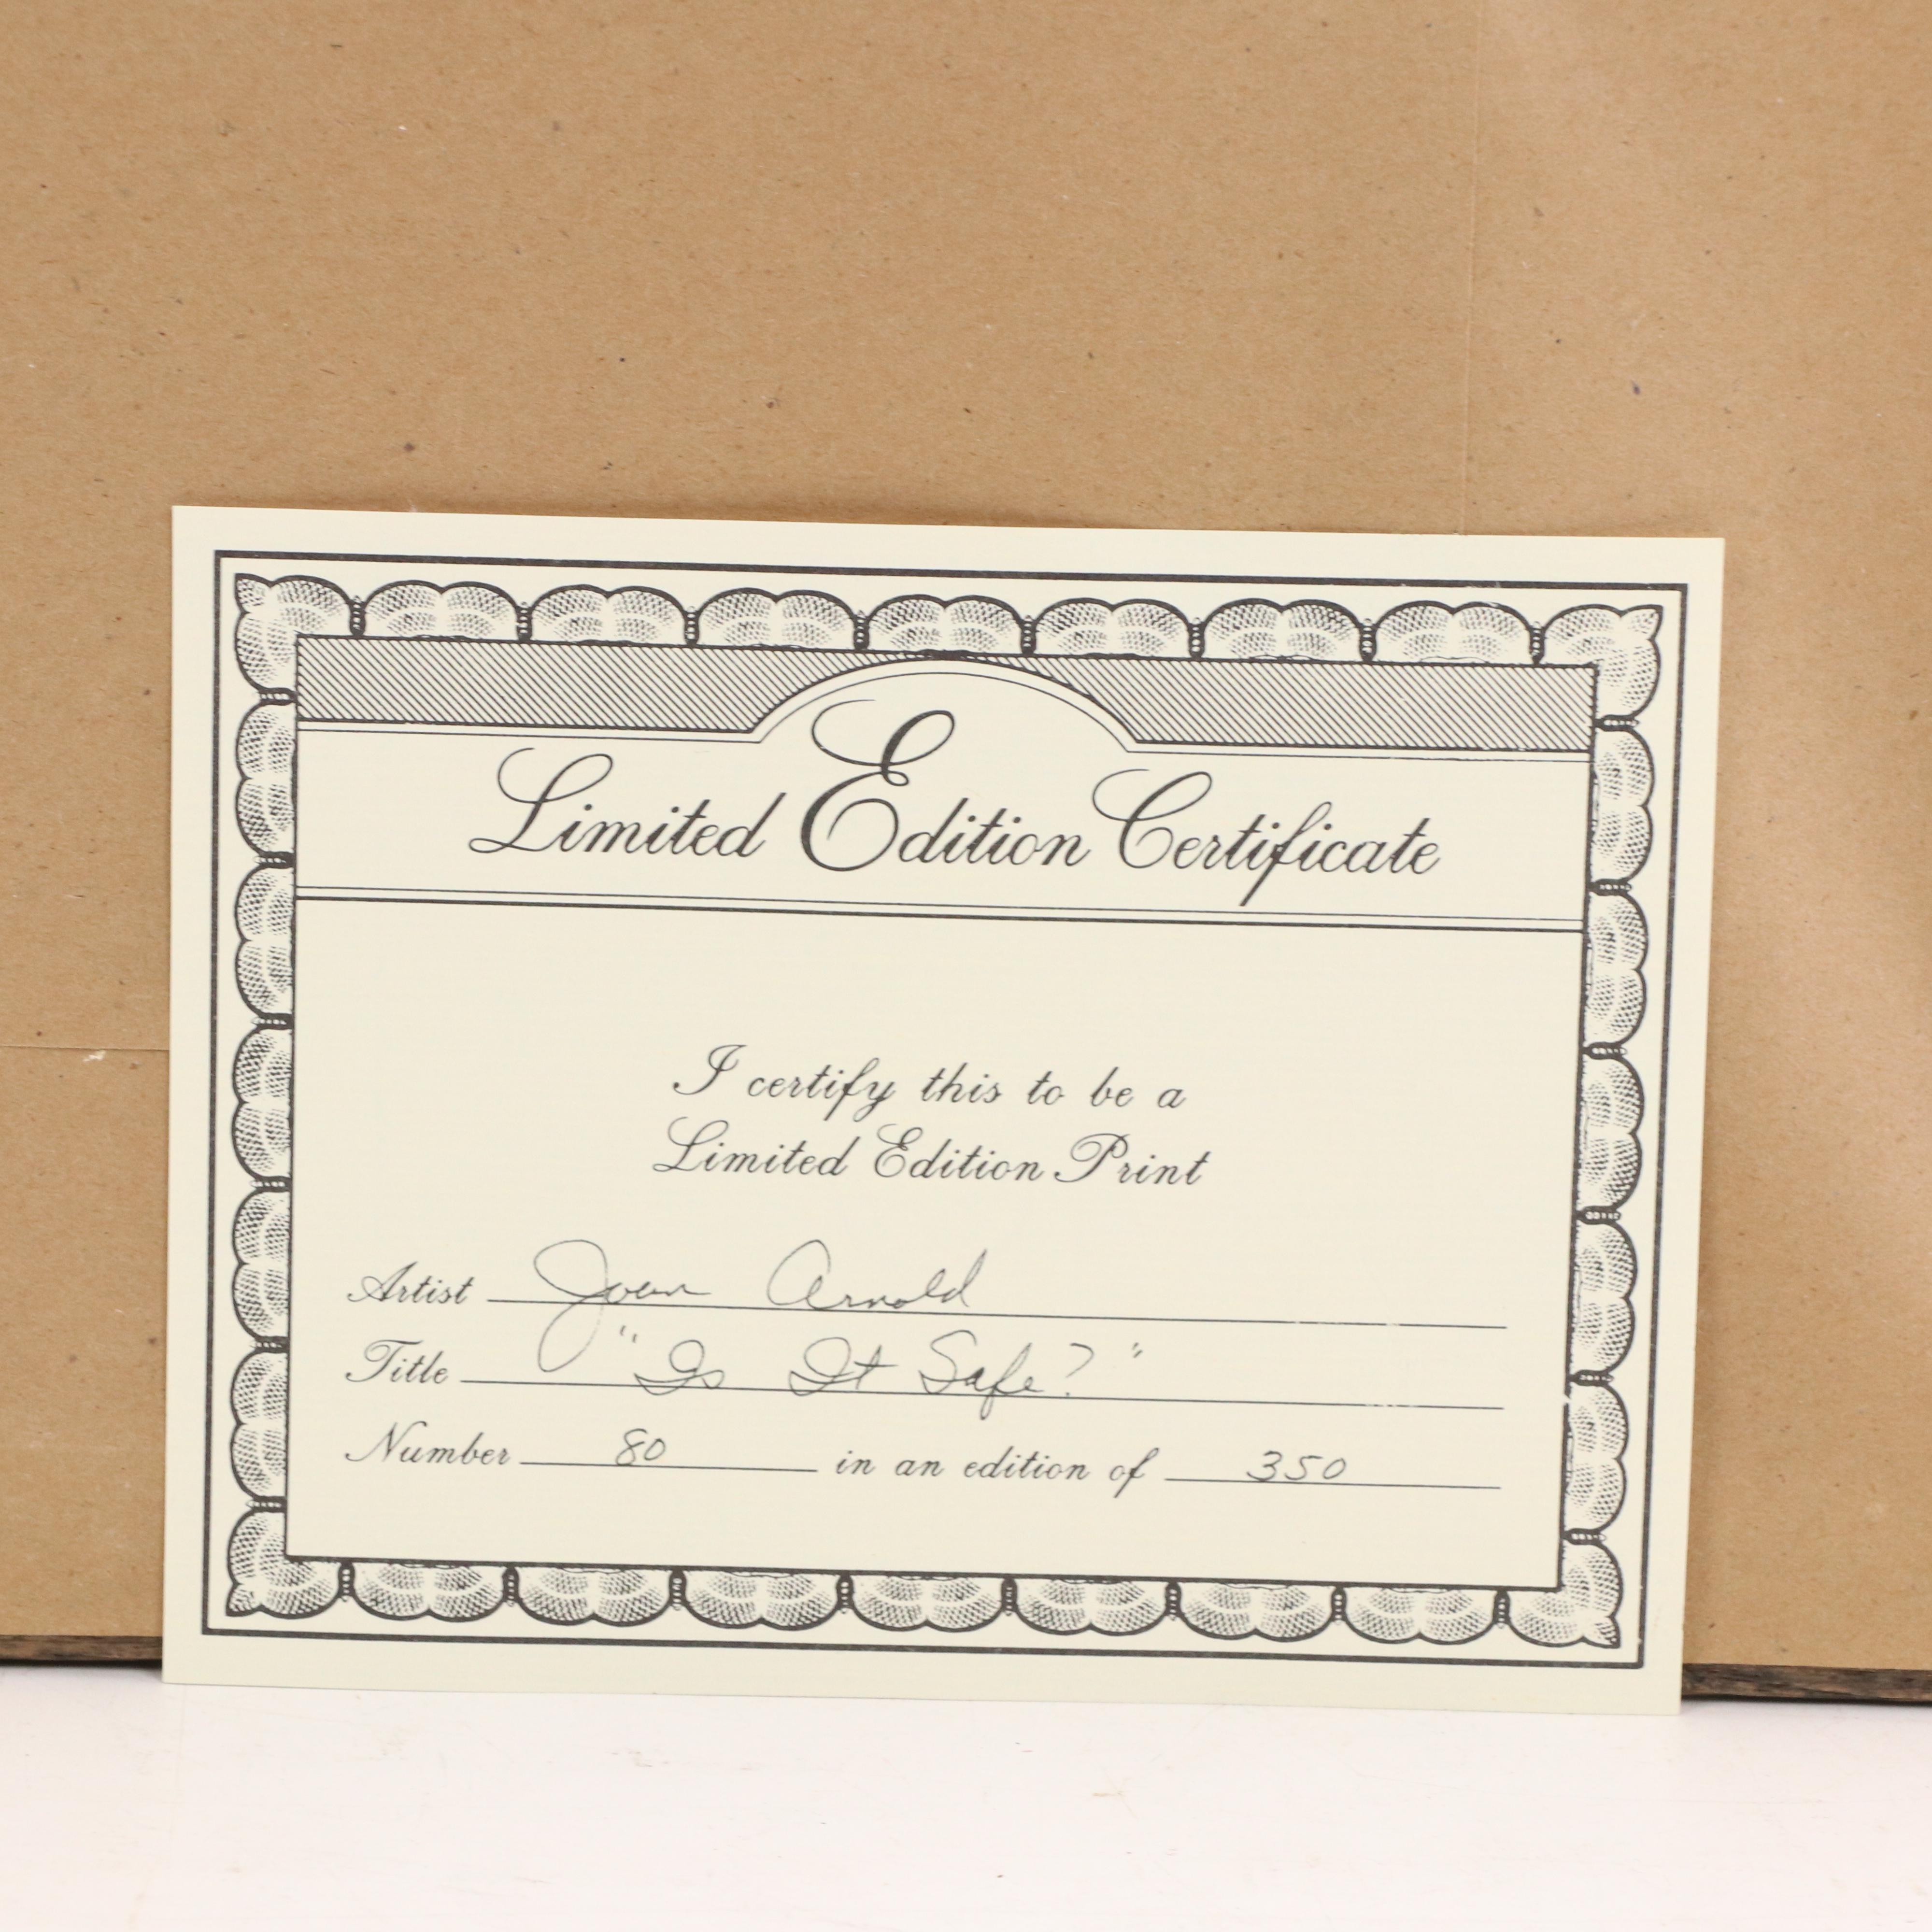 Limited Edition Certificate
I certify this to be a
Limited Edition Print
Artist Joan Arnold
Title "Is It Safe?"
Number 80 in an edition of 350